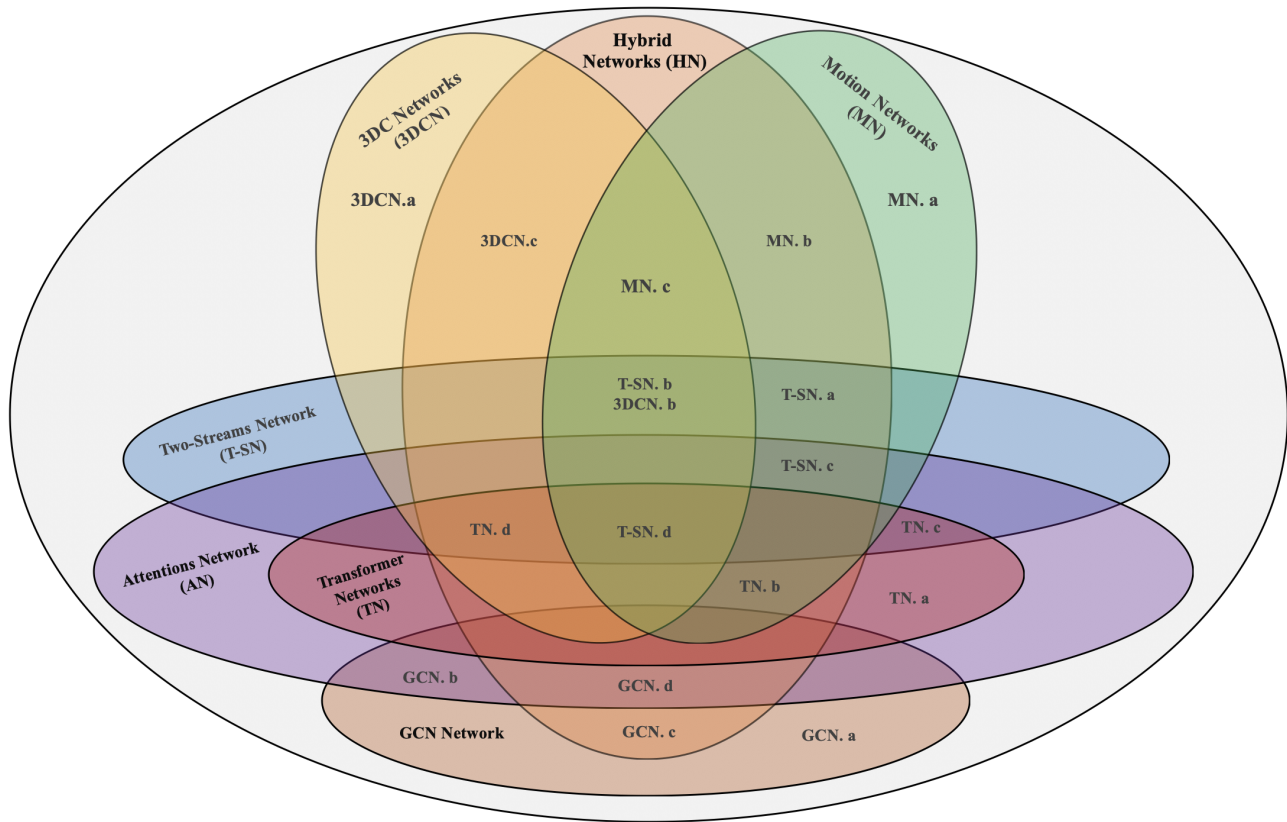 Hybrid
Networks (HN)
3DC Networks
(3DCN)
Motion Networks
(MN)
3DCN.a
MN. a
3DCN.c
MN. b
MN. c
T-SN. b
3DCN. b
T-SN. a
Two-Streams Network
(T-SN)
T-SN. c
TN. d
T-SN. d
TN. c
Attentions Network
(AN)
Transformer
Networks
(TN)
TN. b
TN. a
GCN. b
GCN. d
GCN Network
GCN. c
GCN. a